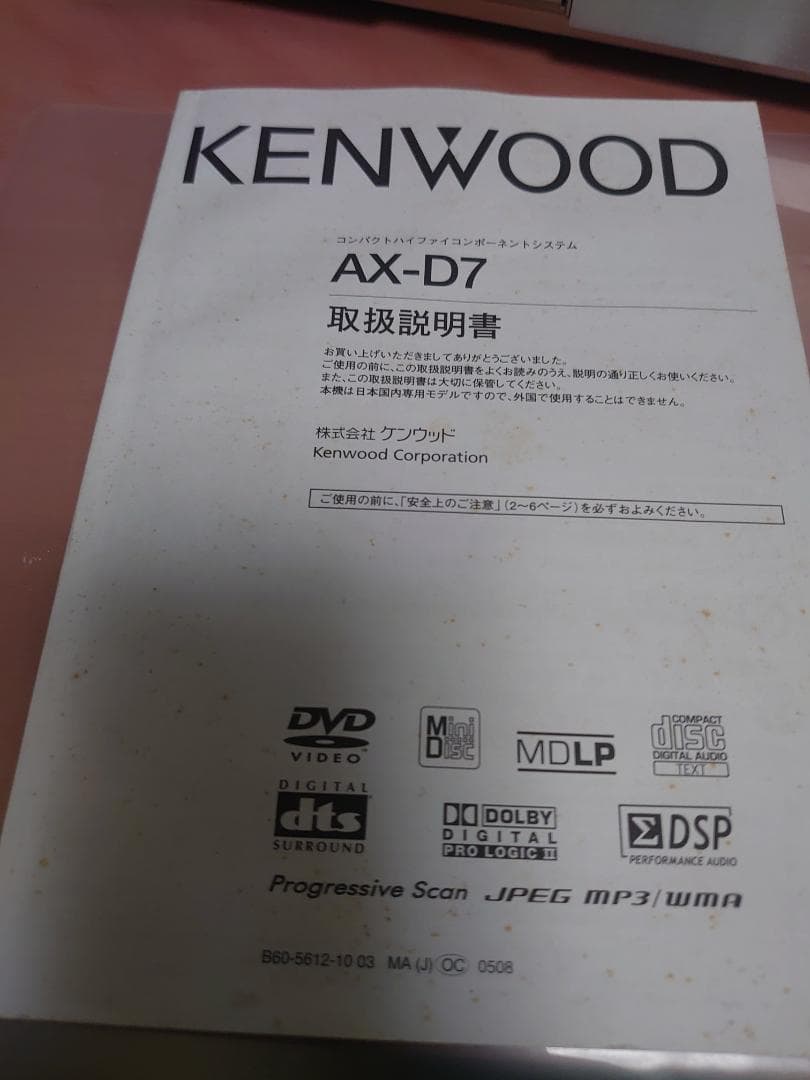 KENWOOD
コンパクトハイファイコンポーネントシステム
AX-D7
取扱説明書
お買い上げいただきましてありがとうございました。
ご使用の前に、この取扱説明書をよくお読みのうえ、説明の通り正しくお使いください。
また、この取扱説明書は大切に保管してください。
本機は日本国内専用モデルですので、外国で使用することはできません。
株式会社 ケンウッド
Kenwood Corporation
ご使用の前に、「安全上のご注意」(2〜6ページ)を必ずおよみください。
DVD
VIDEO™
Mini
Disc
MDLP
COMPACT
disc
DIGITAL AUDIO
TEXT
DIGITAL
dts
SURROUND
DOLBY
DIGITAL
PRO LOGIC II
ΣDSP
PERFORMANCE AUDIO
Progressive Scan JPEG MP3/WMA
B60-5612-10 03 MA (J) OC 0508